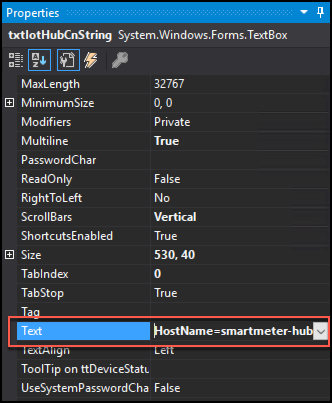 Properties
txtIotHubCnString System.Windows.Forms.TextBox
MaxLength 32767
MinimumSize 0, 0
Modifiers Private
Multiline True
PasswordChar
ReadOnly False
RightToLeft No
ScrollBars Vertical
ShortcutsEnabled True
Size 530, 40
TabIndex 0
TabStop True
Tag
Text HostName=smartmeter-hub
TextAlign Left
ToolTip on ttDeviceStatu
UseSystemPasswordCha False